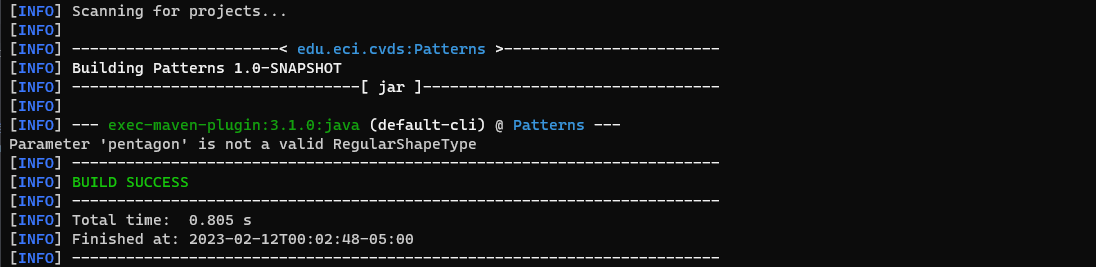 [INFO] Scanning for projects...
[INFO]
[INFO] -----------------------< edu.eci.cvds:Patterns >------------------------
[INFO] Building Patterns 1.0-SNAPSHOT
[INFO] --------------------------------[ jar ]---------------------------------
[INFO]
[INFO] --- exec-maven-plugin:3.1.0:java (default-cli) @ Patterns ---
Parameter 'pentagon' is not a valid RegularShapeType
[INFO] ------------------------------------------------------------------------
[INFO] BUILD SUCCESS
[INFO] ------------------------------------------------------------------------
[INFO] Total time:  0.805 s
[INFO] Finished at: 2023-02-12T00:02:48-05:00
[INFO] ------------------------------------------------------------------------